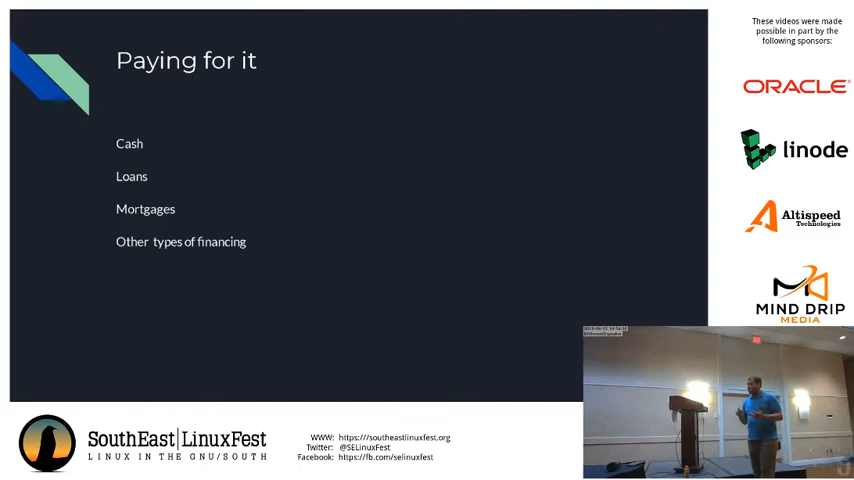 Paying for it
Cash
Loans
Mortgages
Other types of financing
These videos were made
possible in part by the
following sponsors:
ORACLE
linode
Altispeed
Technologies
MIND DRIP
MEDIA
SouthEast|LinuxFest
LINUX IN THE GNU/SOUTH
WWW: https:///southeastlinuxfest.org
Twitter: @SELinuxFest
Facebook: https://fb.com/selinuxfest